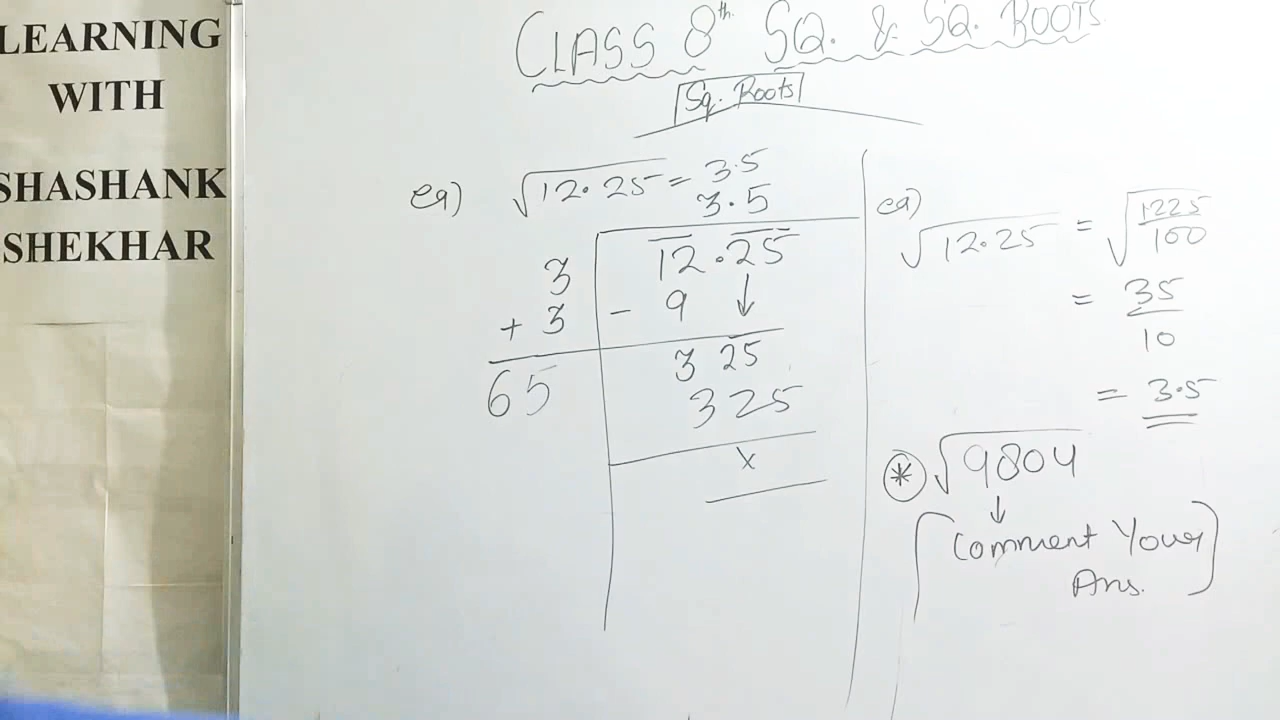 LEARNING
WITH
SHASHANK
SHEKHAR
CLASS 8th SQ. & SQ. ROOTS
Sq. Roots
eg) √12.25 = 3.5
3.5
3 12.25
+ 3 - 9 ↓
65 3 25
325
x
eg)
√12.25 = √1225/100
= 35/10
= 3.5
* √9804
↓
[Comment Your
Ans.]